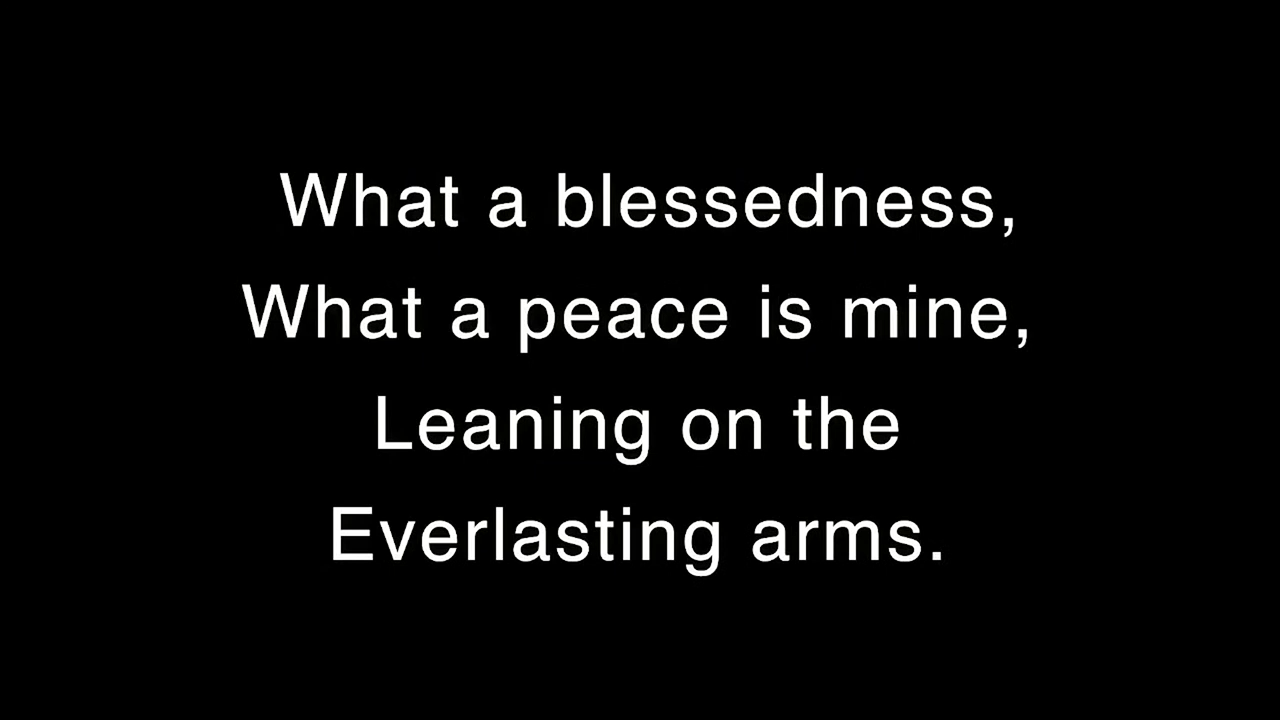 What a blessedness,
What a peace is mine,
Leaning on the
Everlasting arms.